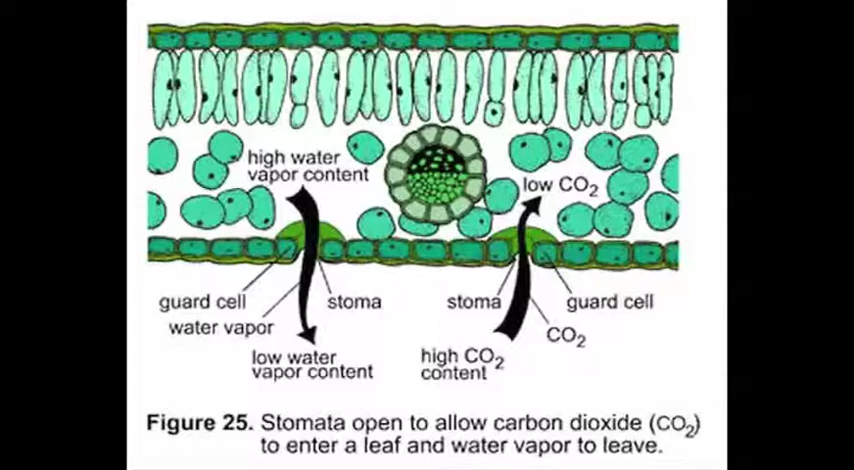 high water
vapor content
low CO₂
guard cell
stoma
stoma
guard cell
water vapor
CO₂
low water
vapor content
high CO₂
content
Figure 25. Stomata open to allow carbon dioxide (CO₂)
to enter a leaf and water vapor to leave.